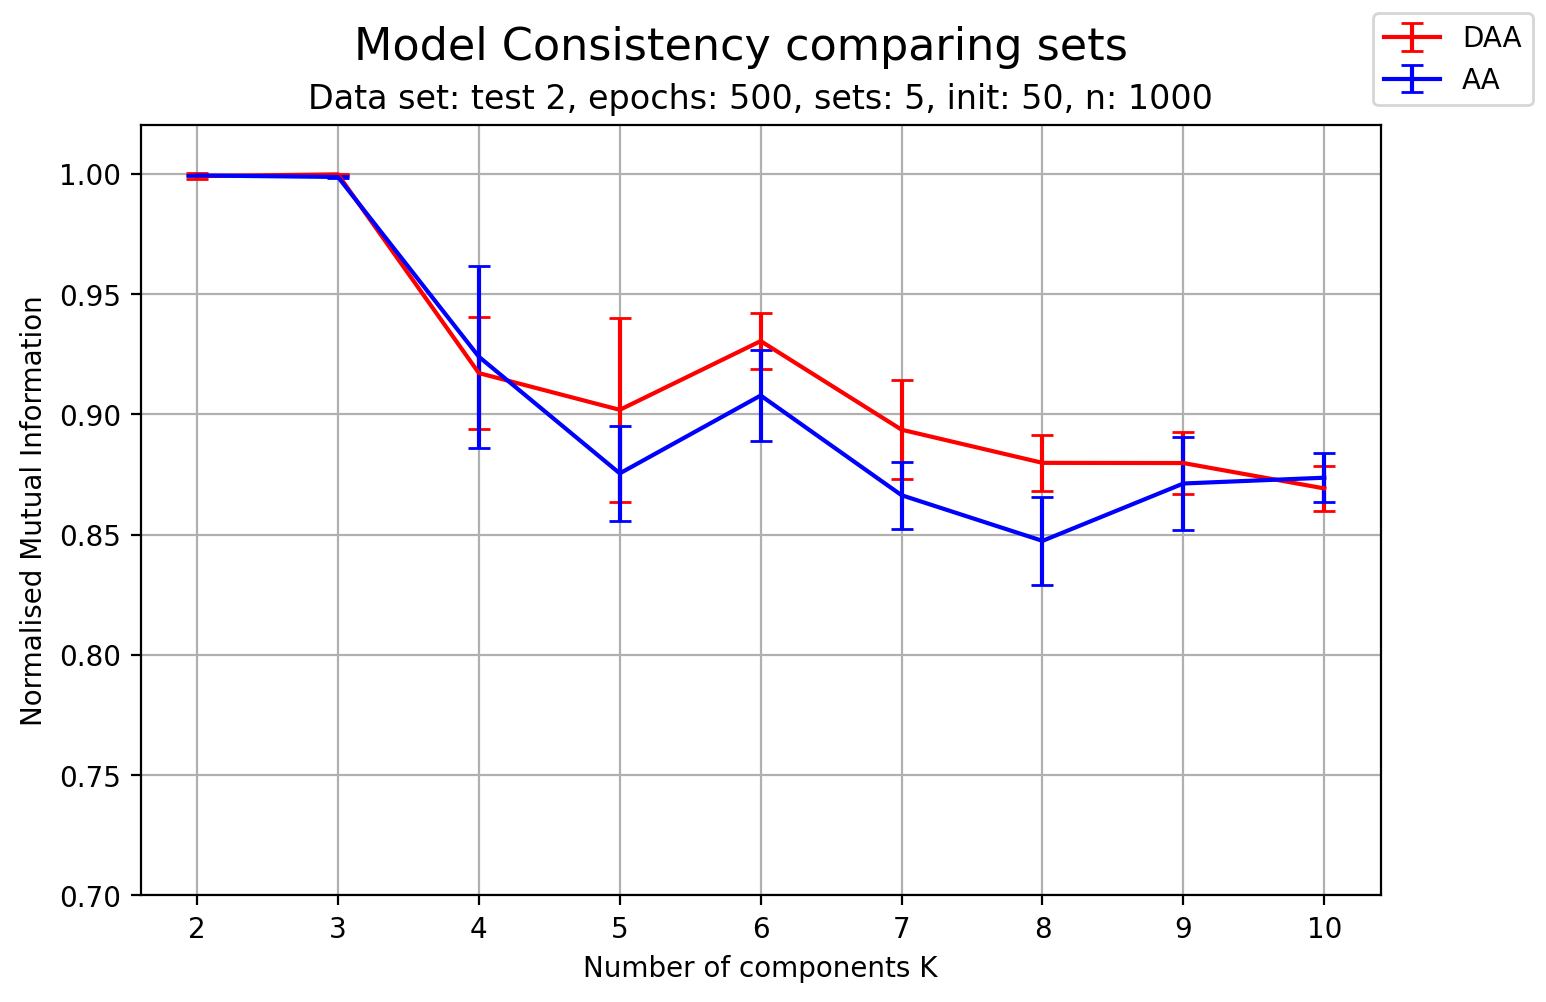 Model Consistency comparing sets
Data set: test 2, epochs: 500, sets: 5, init: 50, n: 1000
DAA
AA
Normalised Mutual Information
1.00
0.95
0.90
0.85
0.80
0.75
0.70
2 3 4 5 6 7 8 9 10
Number of components K